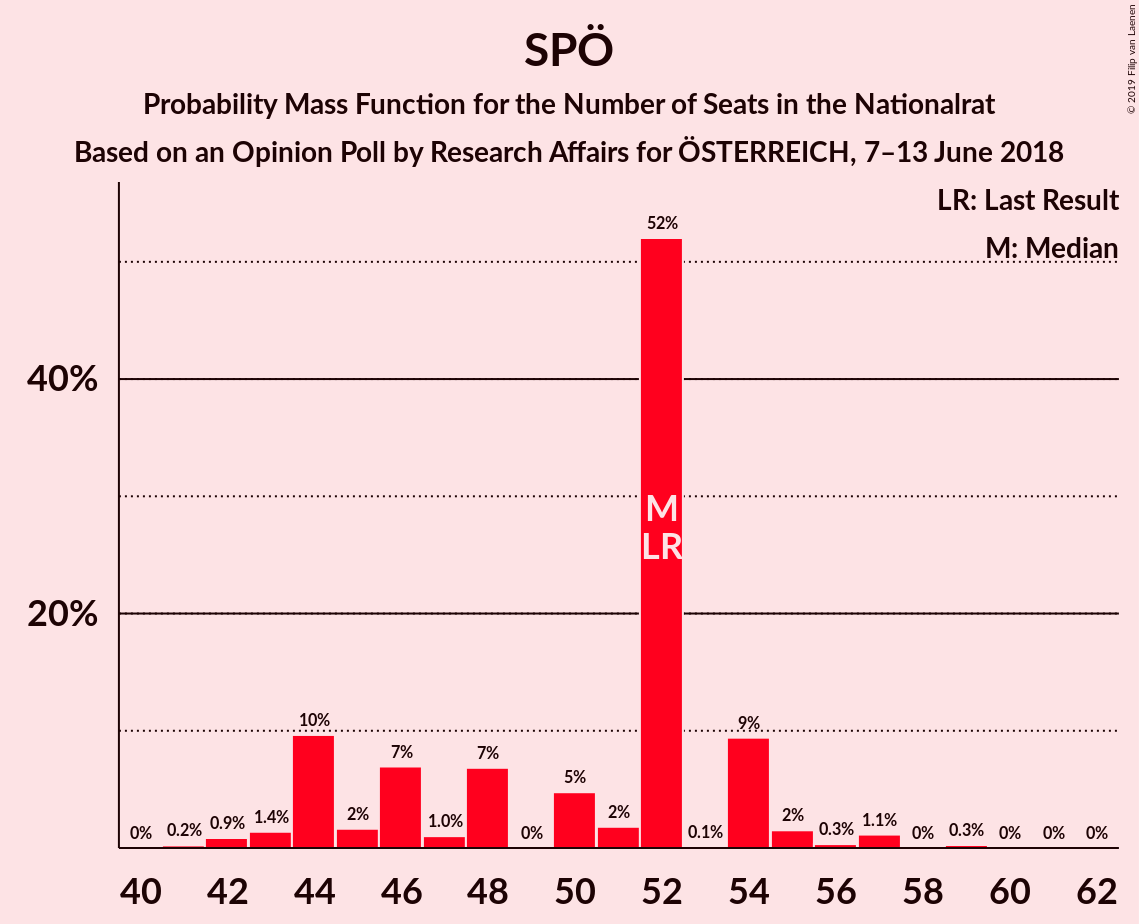 © 2019 Filip van Laenen
SPÖ
Probability Mass Function for the Number of Seats in the Nationalrat
Based on an Opinion Poll by Research Affairs for ÖSTERREICH, 7–13 June 2018
LR: Last Result
M: Median
40%
20%
0%
0.2%
0.9%
1.4%
10%
2%
7%
1.0%
7%
0%
5%
2%
52%
0.1%
9%
2%
0.3%
1.1%
0%
0.3%
0%
0%
0%
M
LR
40 42 44 46 48 50 52 54 56 58 60 62